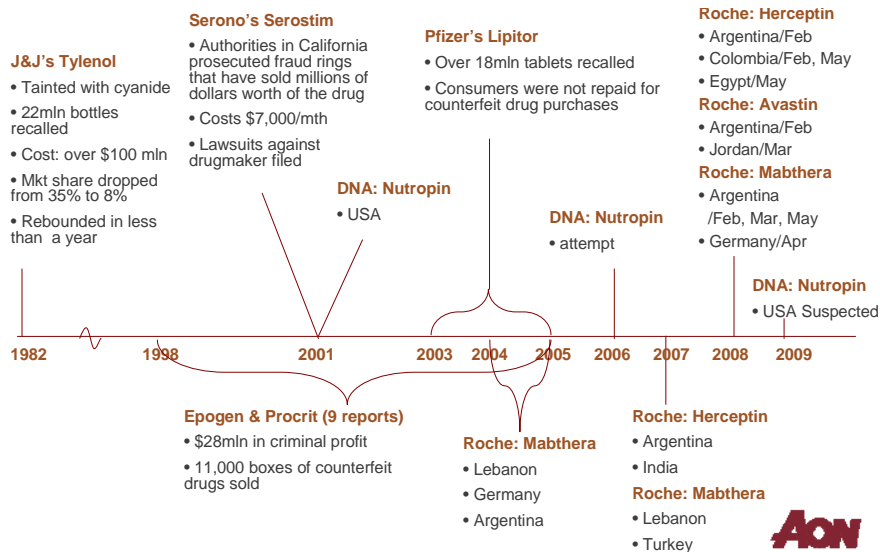 J&J's Tylenol
• Tainted with cyanide
• 22mln bottles
recalled
• Cost: over $100 mln
• Mkt share dropped
from 35% to 8%
• Rebounded in less
than a year
Serono's Serostim
• Authorities in California
prosecuted fraud rings
that have sold millions of
dollars worth of the drug
• Costs $7,000/mth
• Lawsuits against
drugmaker filed
DNA: Nutropin
• USA
Pfizer's Lipitor
• Over 18mln tablets recalled
• Consumers were not repaid for
counterfeit drug purchases
DNA: Nutropin
• attempt
Roche: Herceptin
• Argentina/Feb
• Colombia/Feb, May
• Egypt/May
Roche: Avastin
• Argentina/Feb
• Jordan/Mar
Roche: Mabthera
• Argentina
/Feb, Mar, May
• Germany/Apr
DNA: Nutropin
• USA Suspected
1982 1998 2001 2003 2004 2005 2006 2007 2008 2009
Epogen & Procrit (9 reports)
• $28mln in criminal profit
• 11,000 boxes of counterfeit
drugs sold
Roche: Mabthera
• Lebanon
• Germany
• Argentina
Roche: Herceptin
• Argentina
• India
Roche: Mabthera
• Lebanon
• Turkey
AON